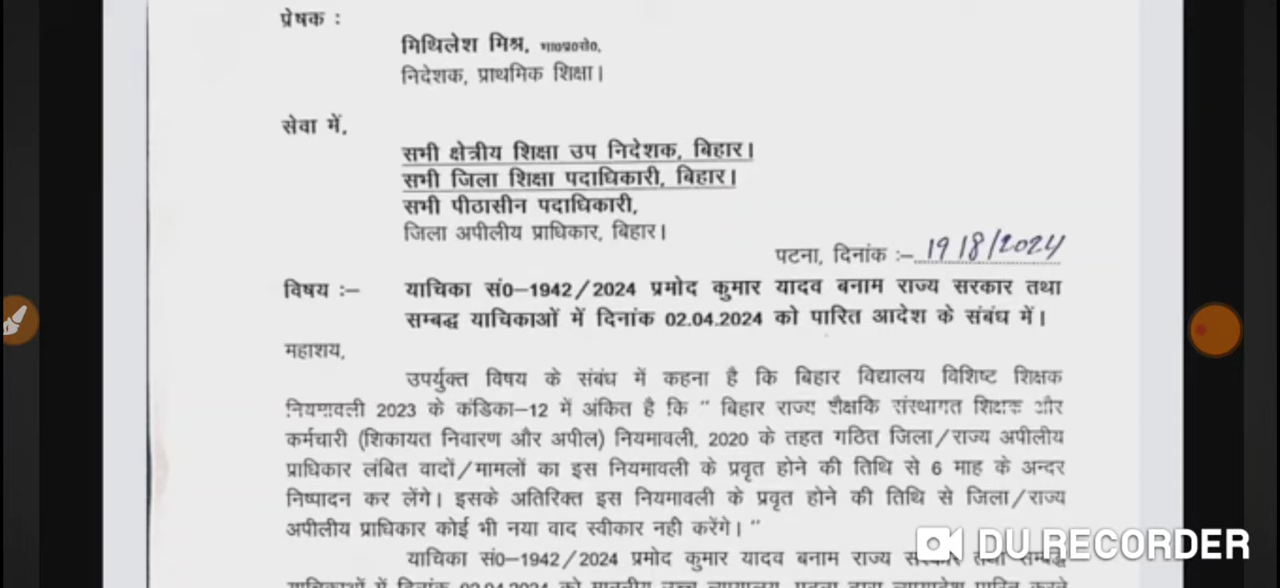 प्रेषक :
मिथिलेश मिश्र, भा०प्र०से०,
निदेशक, प्राथमिक शिक्षा।
सेवा में,
सभी क्षेत्रीय शिक्षा उप निदेशक, बिहार।
सभी जिला शिक्षा पदाधिकारी, बिहार।
सभी पीठासीन पदाधिकारी,
जिला अपीलीय प्राधिकार, बिहार।
पटना, दिनांक :– 19/8/2024
विषय :– याचिका सं0–1942/2024 प्रमोद कुमार यादव बनाम राज्य सरकार तथा
सम्बद्ध याचिकाओं में दिनांक 02.04.2024 को पारित आदेश के संबंध में।
महाशय,
उपर्युक्त विषय के संबंध में कहना है कि बिहार विद्यालय विशिष्ट शिक्षक
नियमावली 2023 के कंडिका–12 में अंकित है कि " बिहार राज्य शैक्षकि संस्थागत शिक्षक और
कर्मचारी (शिकायत निवारण और अपील) नियमावली, 2020 के तहत गठित जिला/राज्य अपीलीय
प्राधिकार लंबित वादों/मामलों का इस नियमावली के प्रवृत होने की तिथि से 6 माह के अन्दर
निष्पादन कर लेंगे। इसके अतिरिक्त इस नियमावली के प्रवृत होने की तिथि से जिला/राज्य
अपीलीय प्राधिकार कोई भी नया वाद स्वीकार नही करेंगे। "
याचिका सं0–1942/2024 प्रमोद कुमार यादव बनाम राज्य
DU RECORDER